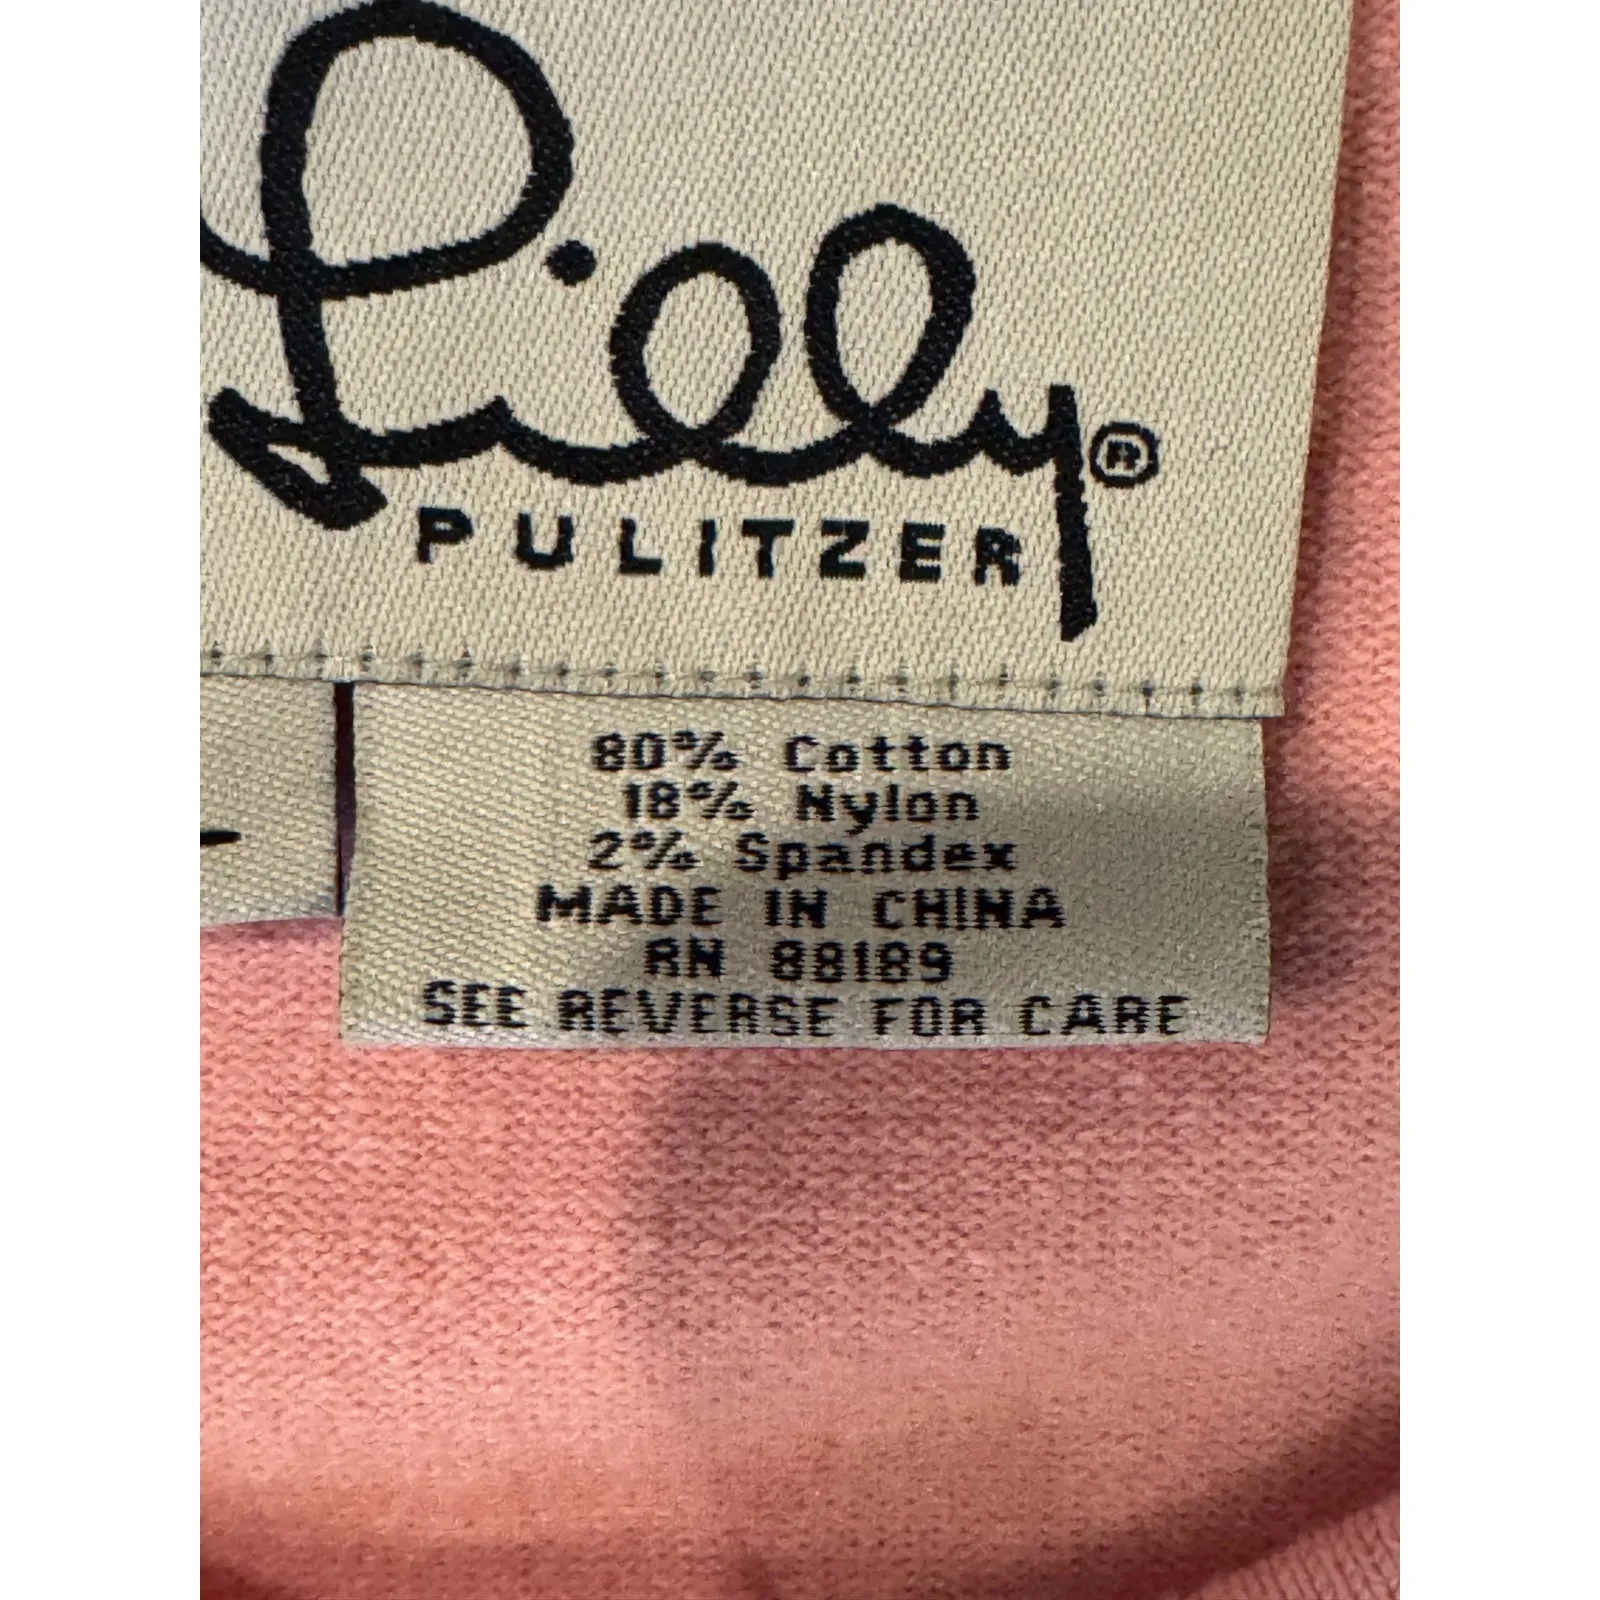 Lilly®
PULITZER
80% Cotton
18% Nylon
2% Spandex
MADE IN CHINA
RN 88189
SEE REVERSE FOR CARE